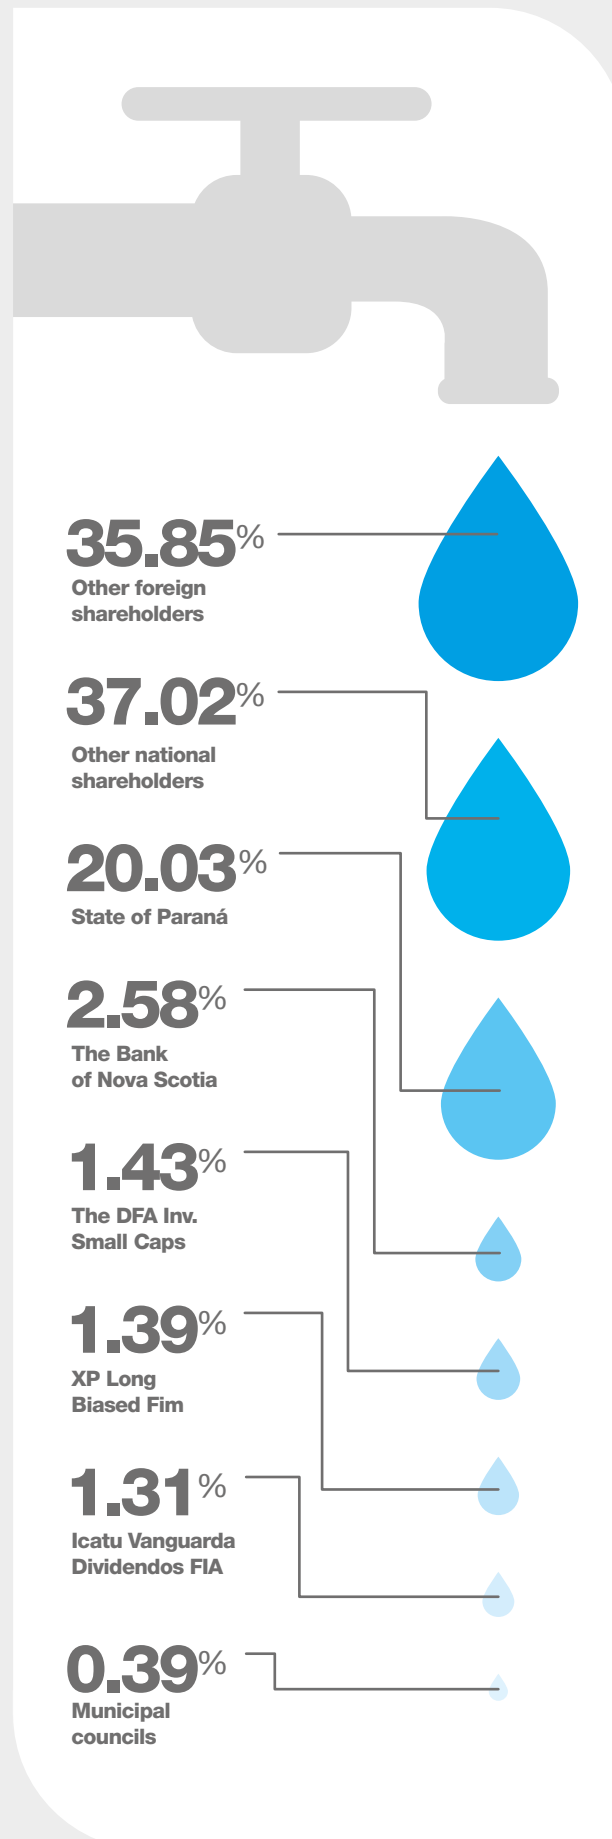 35.85%
Other foreign
shareholders
37.02%
Other national
shareholders
20.03%
State of Paraná
2.58%
The Bank
of Nova Scotia
1.43%
The DFA Inv.
Small Caps
1.39%
XP Long
Biased Fim
1.31%
Icatu Vanguarda
Dividendos FIA
0.39%
Municipal
councils